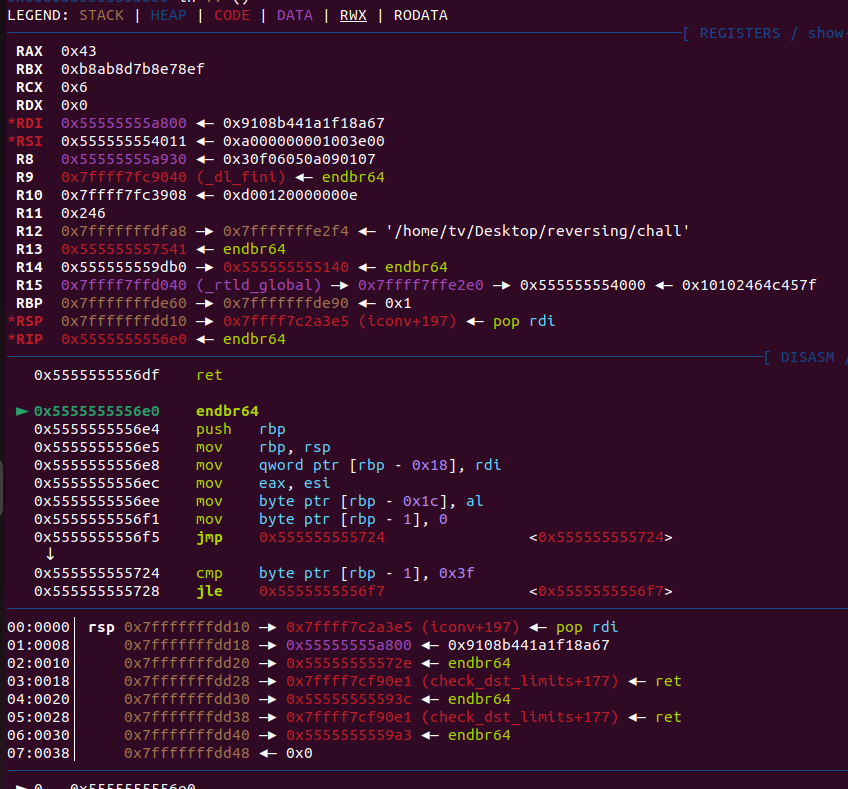 LEGEND: STACK | HEAP | CODE | DATA | RWX | RODATA
[ REGISTERS / show-
RAX 0x43
RBX 0xb8ab8d7b8e78ef
RCX 0x6
RDX 0x0
*RDI 0x55555555a800 ◂— 0x9108b441a1f18a67
*RSI 0x555555554011 ◂— 0xa000000001003e00
R8 0x55555555a930 ◂— 0x30f06050a090107
R9 0x7ffff7fc9040 (_dl_fini) ◂— endbr64
R10 0x7ffff7fc3908 ◂— 0xd00120000000e
R11 0x246
R12 0x7fffffffdfa8 —▸ 0x7fffffffe2f4 ◂— '/home/tv/Desktop/reversing/chall'
R13 0x555555557541 ◂— endbr64
R14 0x555555559db0 —▸ 0x555555555140 ◂— endbr64
R15 0x7ffff7ffd040 (_rtld_global) —▸ 0x7ffff7ffe2e0 —▸ 0x555555554000 ◂— 0x10102464c457f
RBP 0x7fffffffde60 —▸ 0x7fffffffde90 ◂— 0x1
*RSP 0x7fffffffdd10 —▸ 0x7ffff7c2a3e5 (iconv+197) ◂— pop rdi
*RIP 0x5555555556e0 ◂— endbr64
[ DISASM /
0x5555555556df ret
► 0x5555555556e0 endbr64
0x5555555556e4 push rbp
0x5555555556e5 mov rbp, rsp
0x5555555556e8 mov qword ptr [rbp - 0x18], rdi
0x5555555556ec mov eax, esi
0x5555555556ee mov byte ptr [rbp - 0x1c], al
0x5555555556f1 mov byte ptr [rbp - 1], 0
0x5555555556f5 jmp 0x555555555724 <0x555555555724>
↓
0x555555555724 cmp byte ptr [rbp - 1], 0x3f
0x555555555728 jle 0x5555555556f7 <0x5555555556f7>
00:0000│ rsp 0x7fffffffdd10 —▸ 0x7ffff7c2a3e5 (iconv+197) ◂— pop rdi
01:0008│ 0x7fffffffdd18 —▸ 0x55555555a800 ◂— 0x9108b441a1f18a67
02:0010│ 0x7fffffffdd20 —▸ 0x55555555572e ◂— endbr64
03:0018│ 0x7fffffffdd28 —▸ 0x7ffff7cf90e1 (check_dst_limits+177) ◂— ret
04:0020│ 0x7fffffffdd30 —▸ 0x55555555593c ◂— endbr64
05:0028│ 0x7fffffffdd38 —▸ 0x7ffff7cf90e1 (check_dst_limits+177) ◂— ret
06:0030│ 0x7fffffffdd40 —▸ 0x5555555559a3 ◂— endbr64
07:0038│ 0x7fffffffdd48 ◂— 0x0
► 0 0x5555555556e0